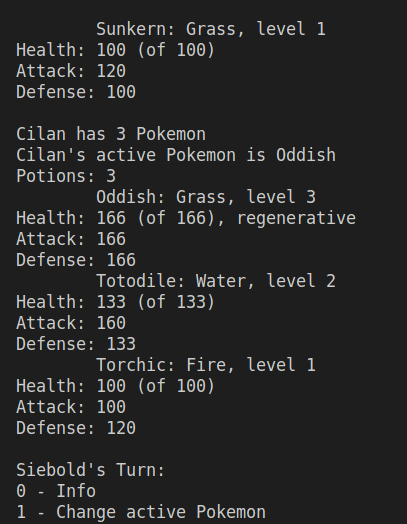 Sunkern: Grass, level 1
Health: 100 (of 100)
Attack: 120
Defense: 100
Cilan has 3 Pokemon
Cilan's active Pokemon is Oddish
Potions: 3
Oddish: Grass, level 3
Health: 166 (of 166), regenerative
Attack: 166
Defense: 166
Totodile: Water, level 2
Health: 133 (of 133)
Attack: 160
Defense: 133
Torchic: Fire, level 1
Health: 100 (of 100)
Attack: 100
Defense: 120
Siebold's Turn:
0 - Info
1 - Change active Pokemon